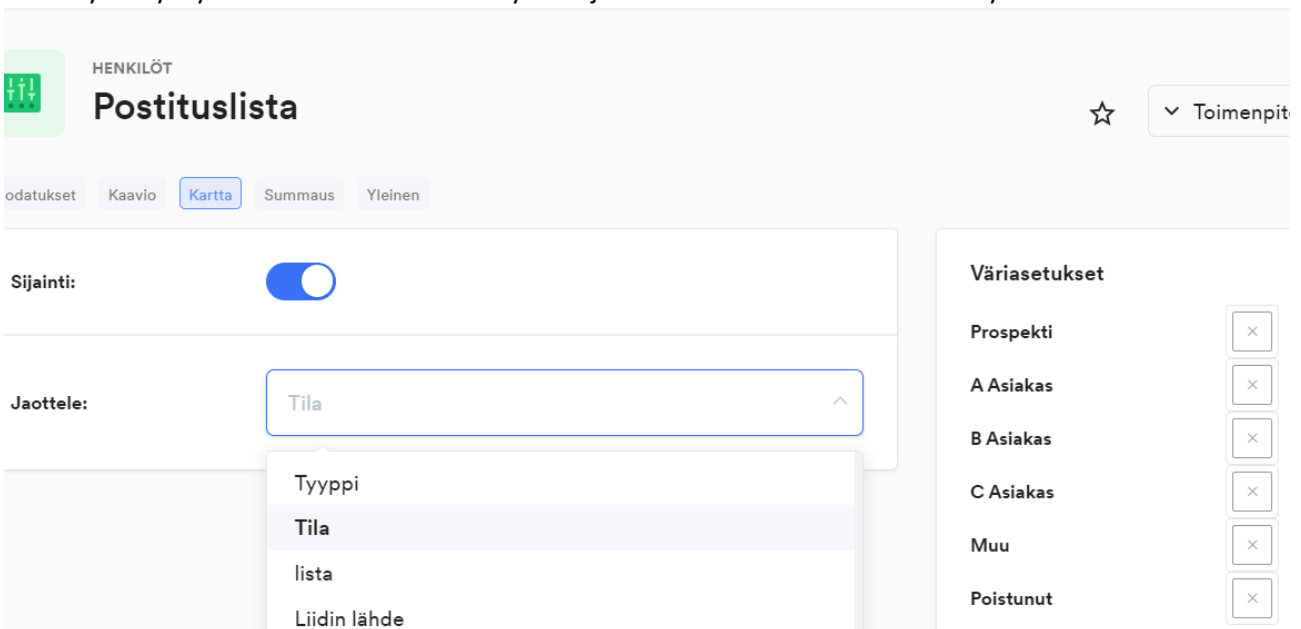 HENKILÖT
Postituslista
Toimenpit
odatukset Kaavio Kartta Summaus Yleinen
Sijainti:
Jaottele:
Tila
Tyyppi
Tila
lista
Liidin lähde
Väriasetukset
Prospekti
A Asiakas
B Asiakas
C Asiakas
Muu
Poistunut